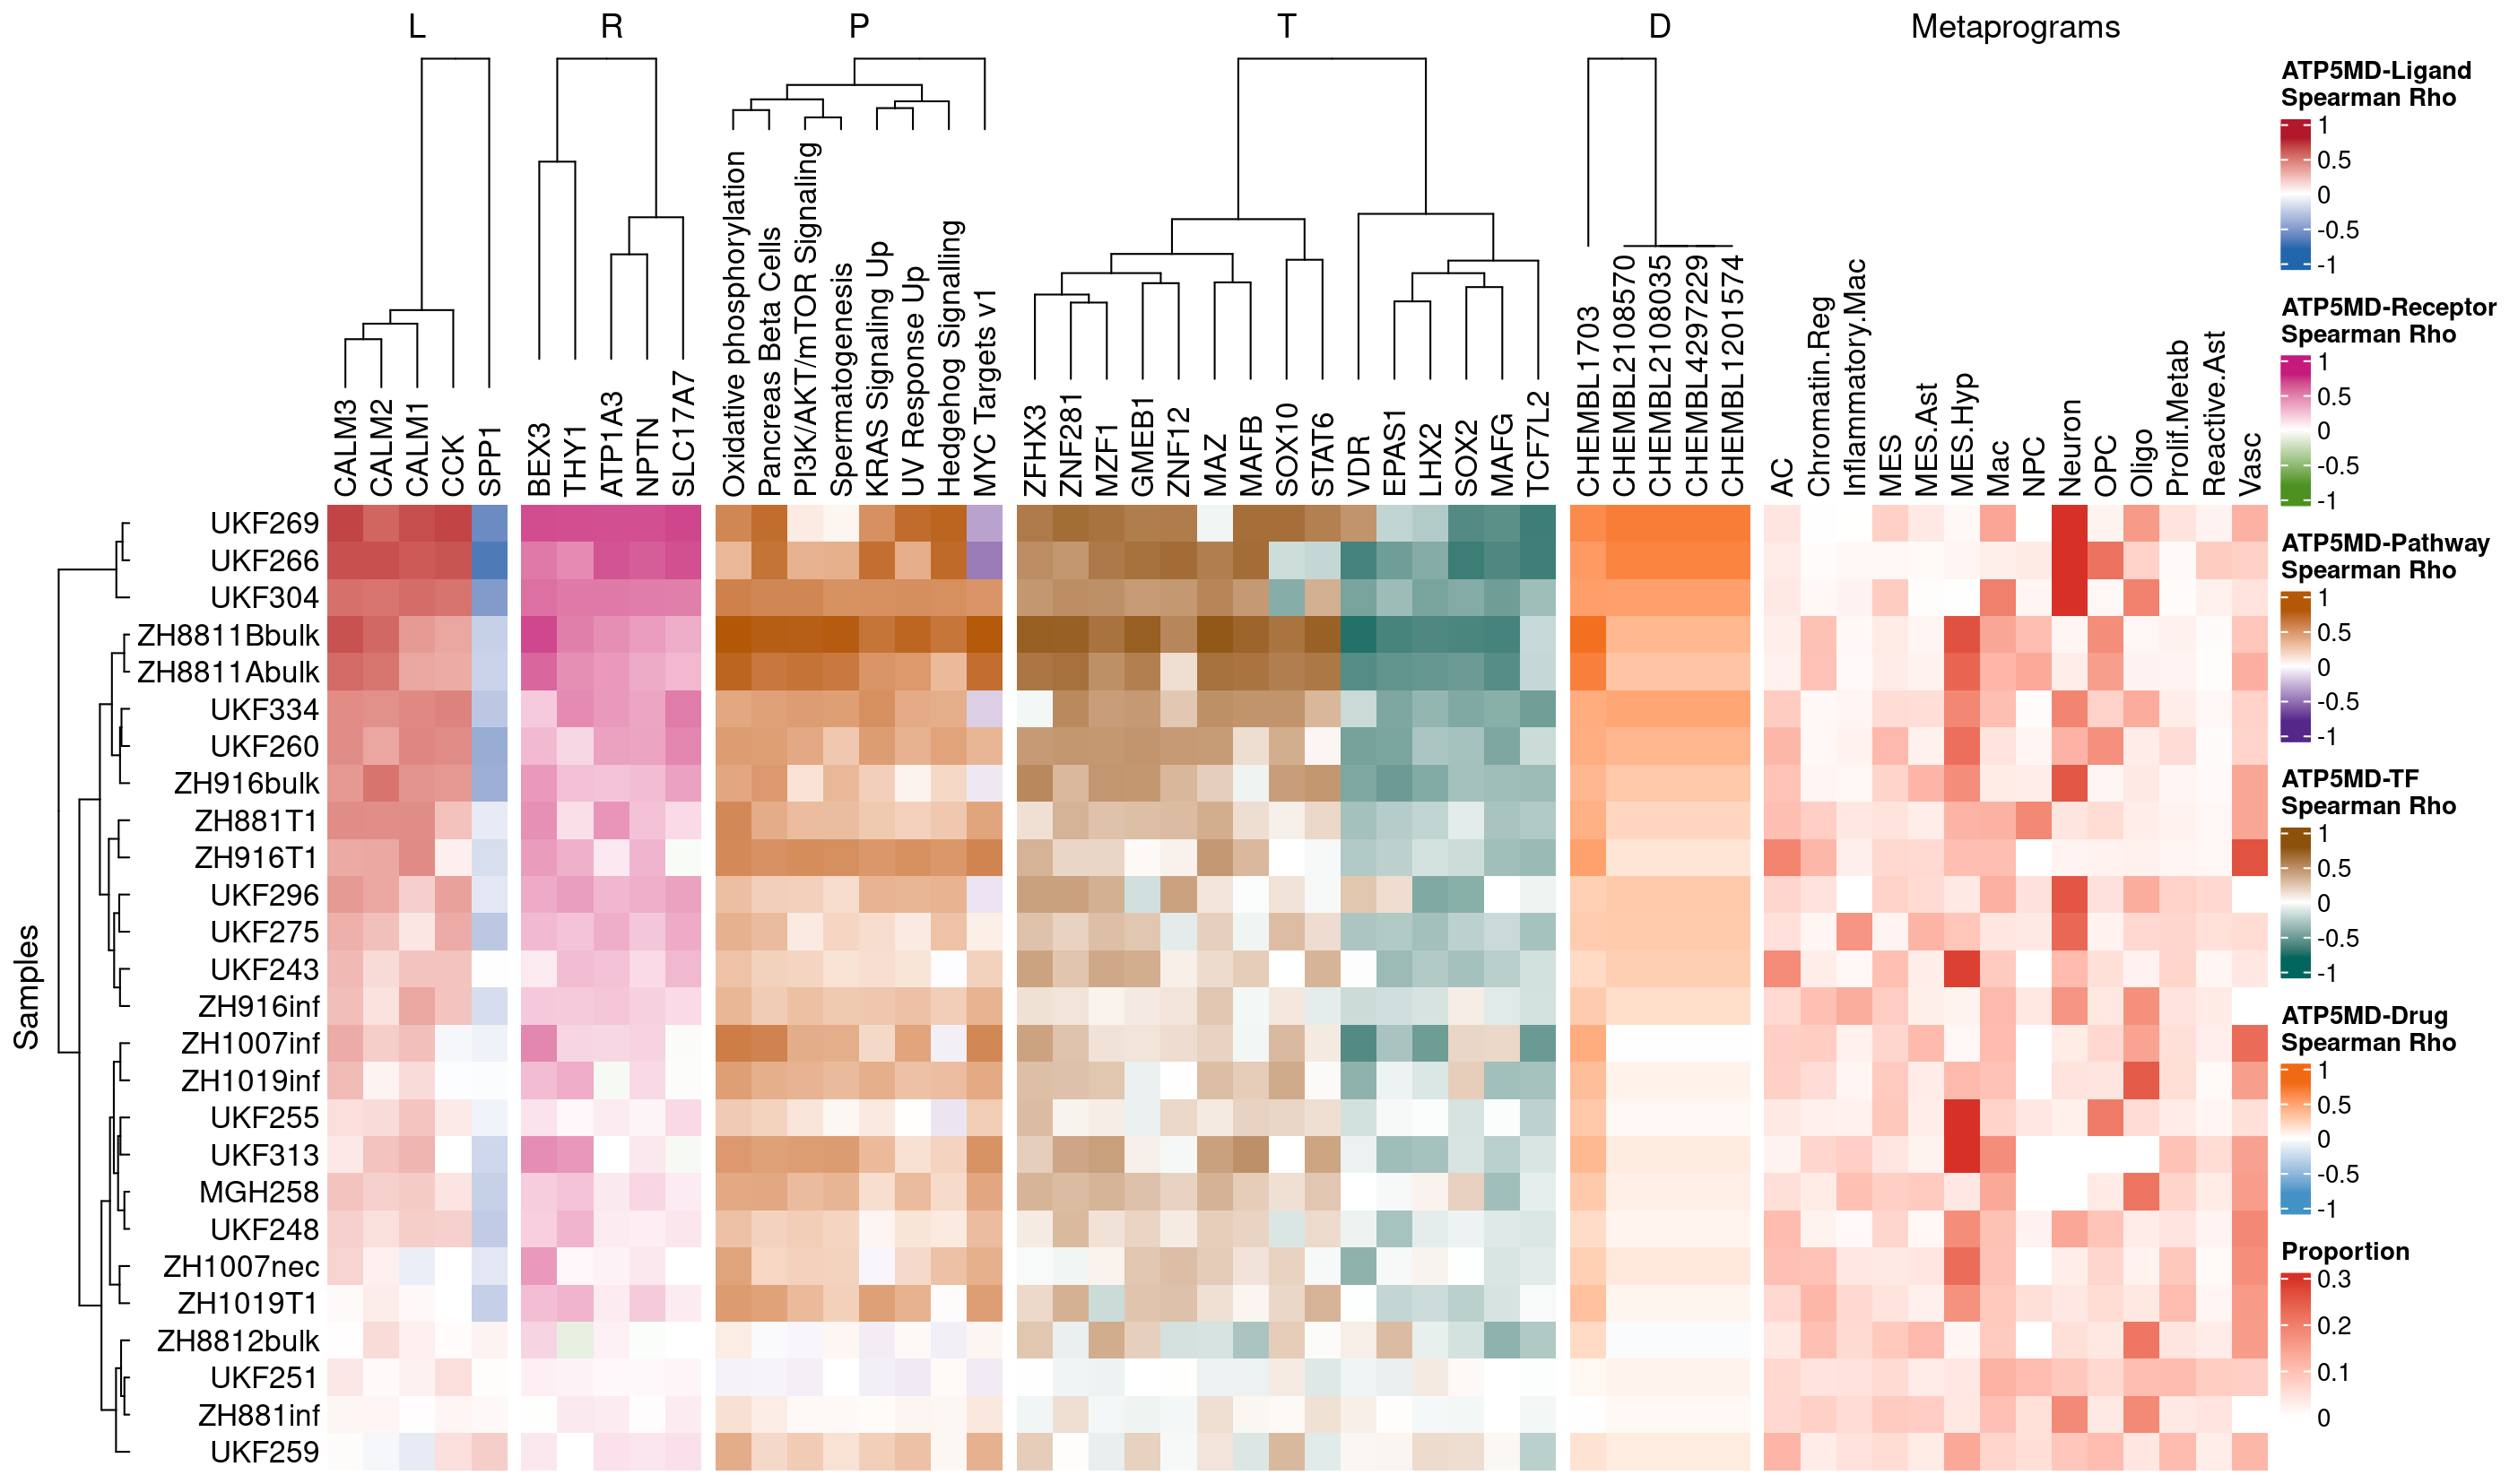 L R P T D Metaprograms
CALM3
CALM2
CALM1
CCK
SPP1
BEX3
THY1
ATP1A3
NPTN
SLC17A7
Oxidative phosphorylation
Pancreas Beta Cells
PI3K/AKT/mTOR Signaling
Spermatogenesis
KRAS Signaling Up
UV Response Up
Hedgehog Signalling
MYC Targets v1
ZFHX3
ZNF281
MZF1
GMEB1
ZNF12
MAZ
MAFB
SOX10
STAT6
VDR
EPAS1
LHX2
SOX2
MAFG
TCF7L2
CHEMBL1703
CHEMBL2108570
CHEMBL2108035
CHEMBL4297229
CHEMBL1201574
AC
Chromatin.Reg
Inflammatory.Mac
MES
MES.Ast
MES.Hyp
Mac
NPC
Neuron
OPC
Oligo
Prolif.Metab
Reactive.Ast
Vasc
Samples
UKF269
UKF266
UKF304
ZH8811Bbulk
ZH8811Abulk
UKF334
UKF260
ZH916bulk
ZH881T1
ZH916T1
UKF296
UKF275
UKF243
ZH916inf
ZH1007inf
ZH1019inf
UKF255
UKF313
MGH258
UKF248
ZH1007nec
ZH1019T1
ZH8812bulk
UKF251
ZH881inf
UKF259
ATP5MD-Ligand
Spearman Rho
1
0.5
0
-0.5
-1
ATP5MD-Receptor
Spearman Rho
1
0.5
0
-0.5
-1
ATP5MD-Pathway
Spearman Rho
1
0.5
0
-0.5
-1
ATP5MD-TF
Spearman Rho
1
0.5
0
-0.5
-1
ATP5MD-Drug
Spearman Rho
1
0.5
0
-0.5
-1
Proportion
0.3
0.2
0.1
0